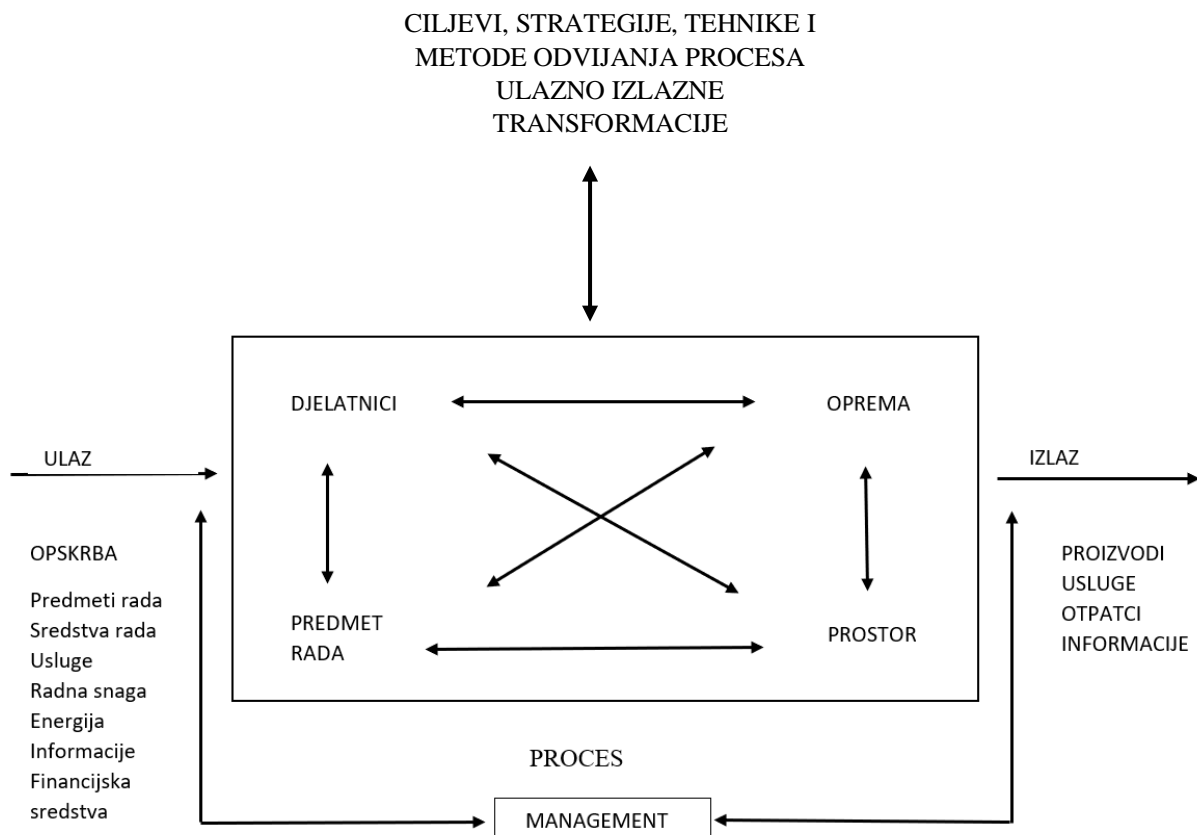 CILJEVI, STRATEGIJE, TEHNIKE I
METODE ODVIJANJA PROCESA
ULAZNO IZLAZNE
TRANSFORMACIJE
DJELATNICI
OPREMA
ULAZ
IZLAZ
OPSKRBA
Predmeti rada
Sredstva rada
Usluge
Radna snaga
Energija
Informacije
Financijska
sredstva
PREDMET
RADA
PROSTOR
PROIZVODI
USLUGE
OTPATCI
INFORMACIJE
PROCES
MANAGEMENT